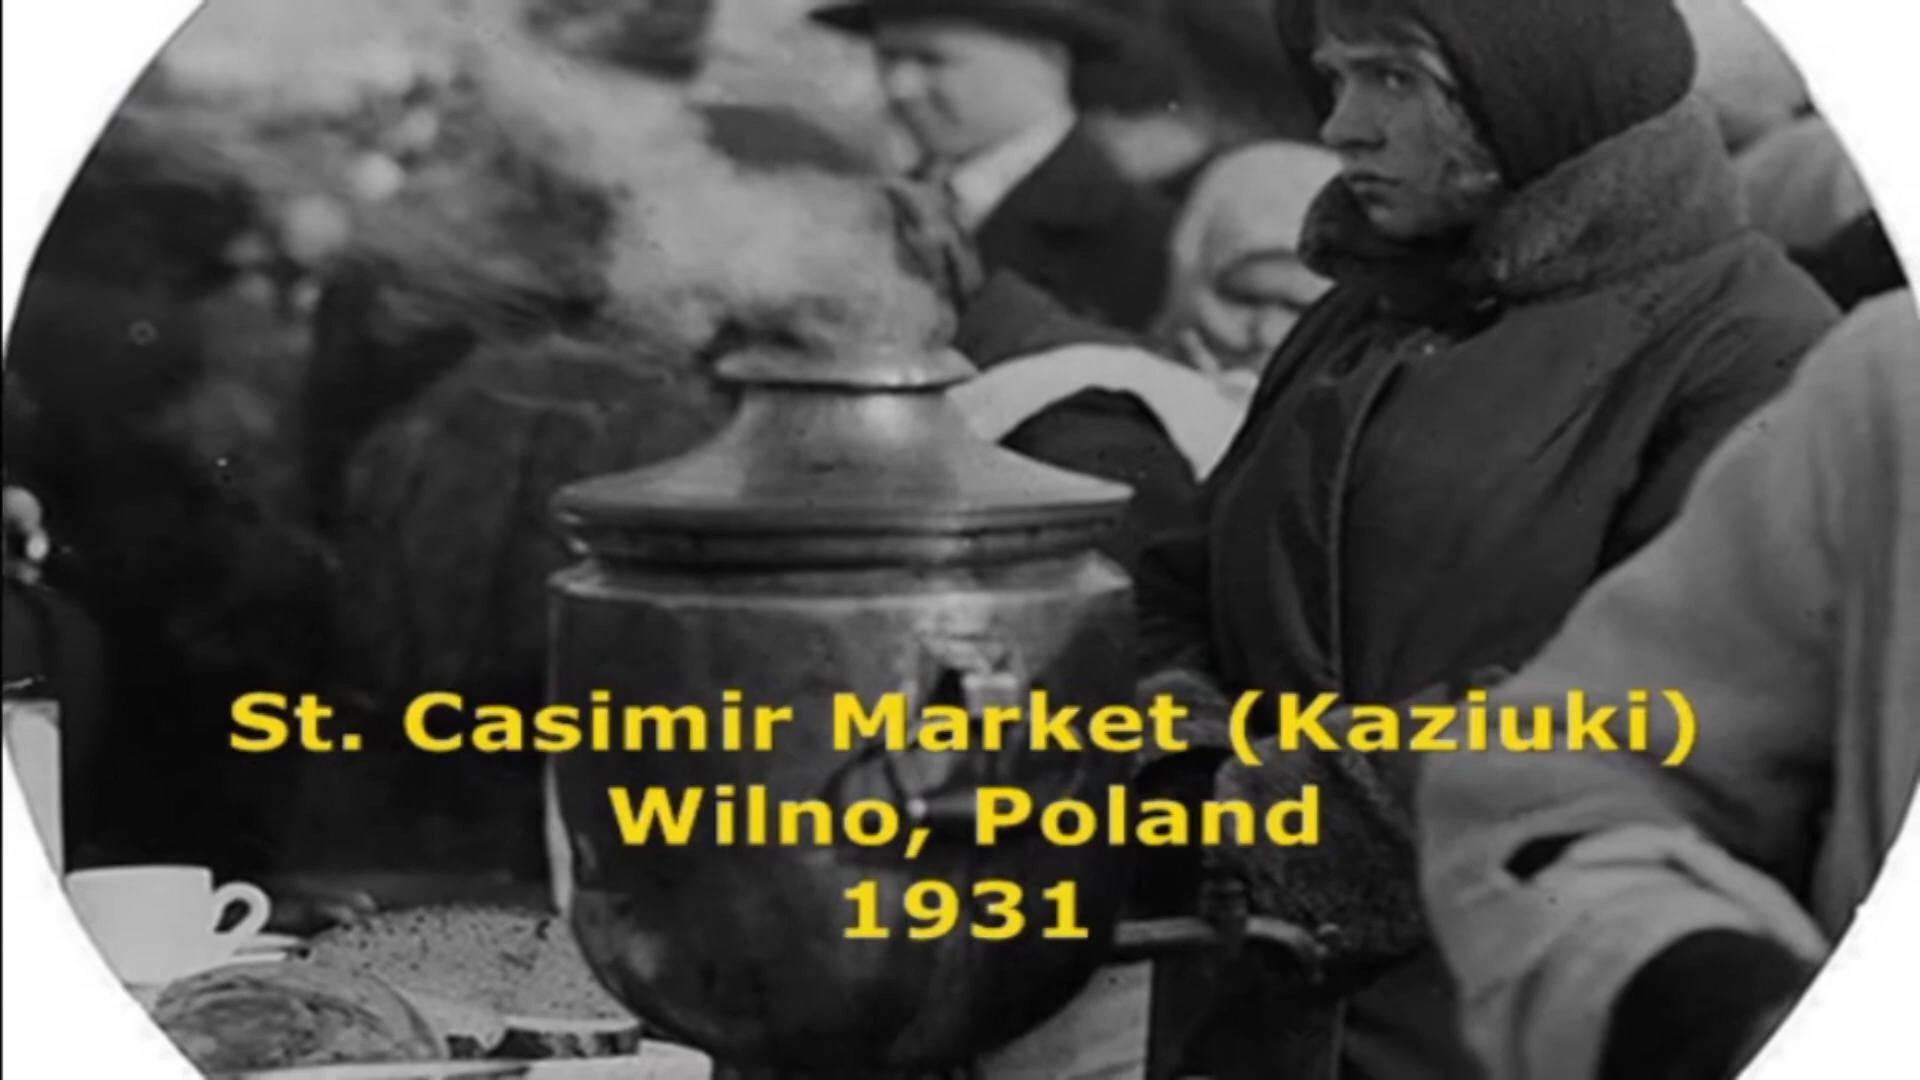 St. Casimir Market (Kaziuki)
Wilno, Poland
1931